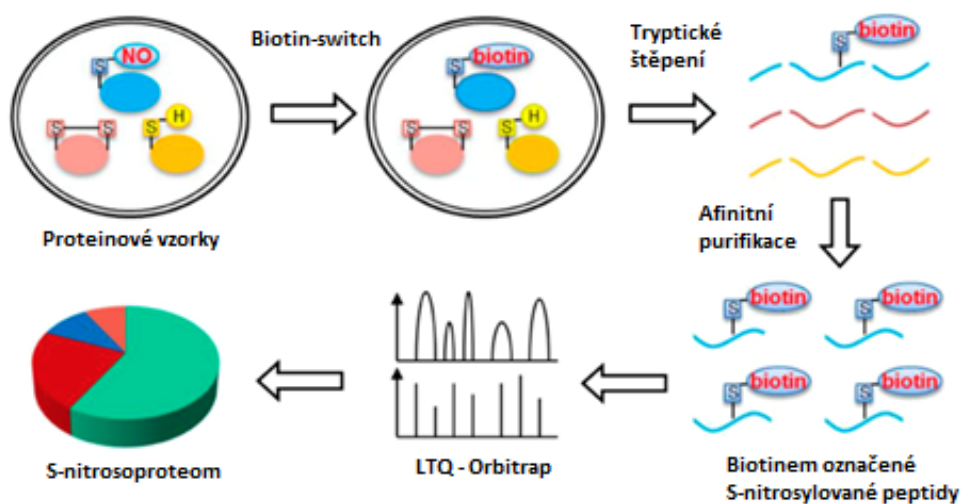 S NO
S S
S H
Proteinové vzorky
Biotin-switch
S biotin
S S
S H
Tryptické
štěpení
S biotin
Afinitní
purifikace
S biotin
S biotin
S biotin
S biotin
Biotinem označené
S-nitrosylované peptidy
LTQ - Orbitrap
S-nitrosoproteom